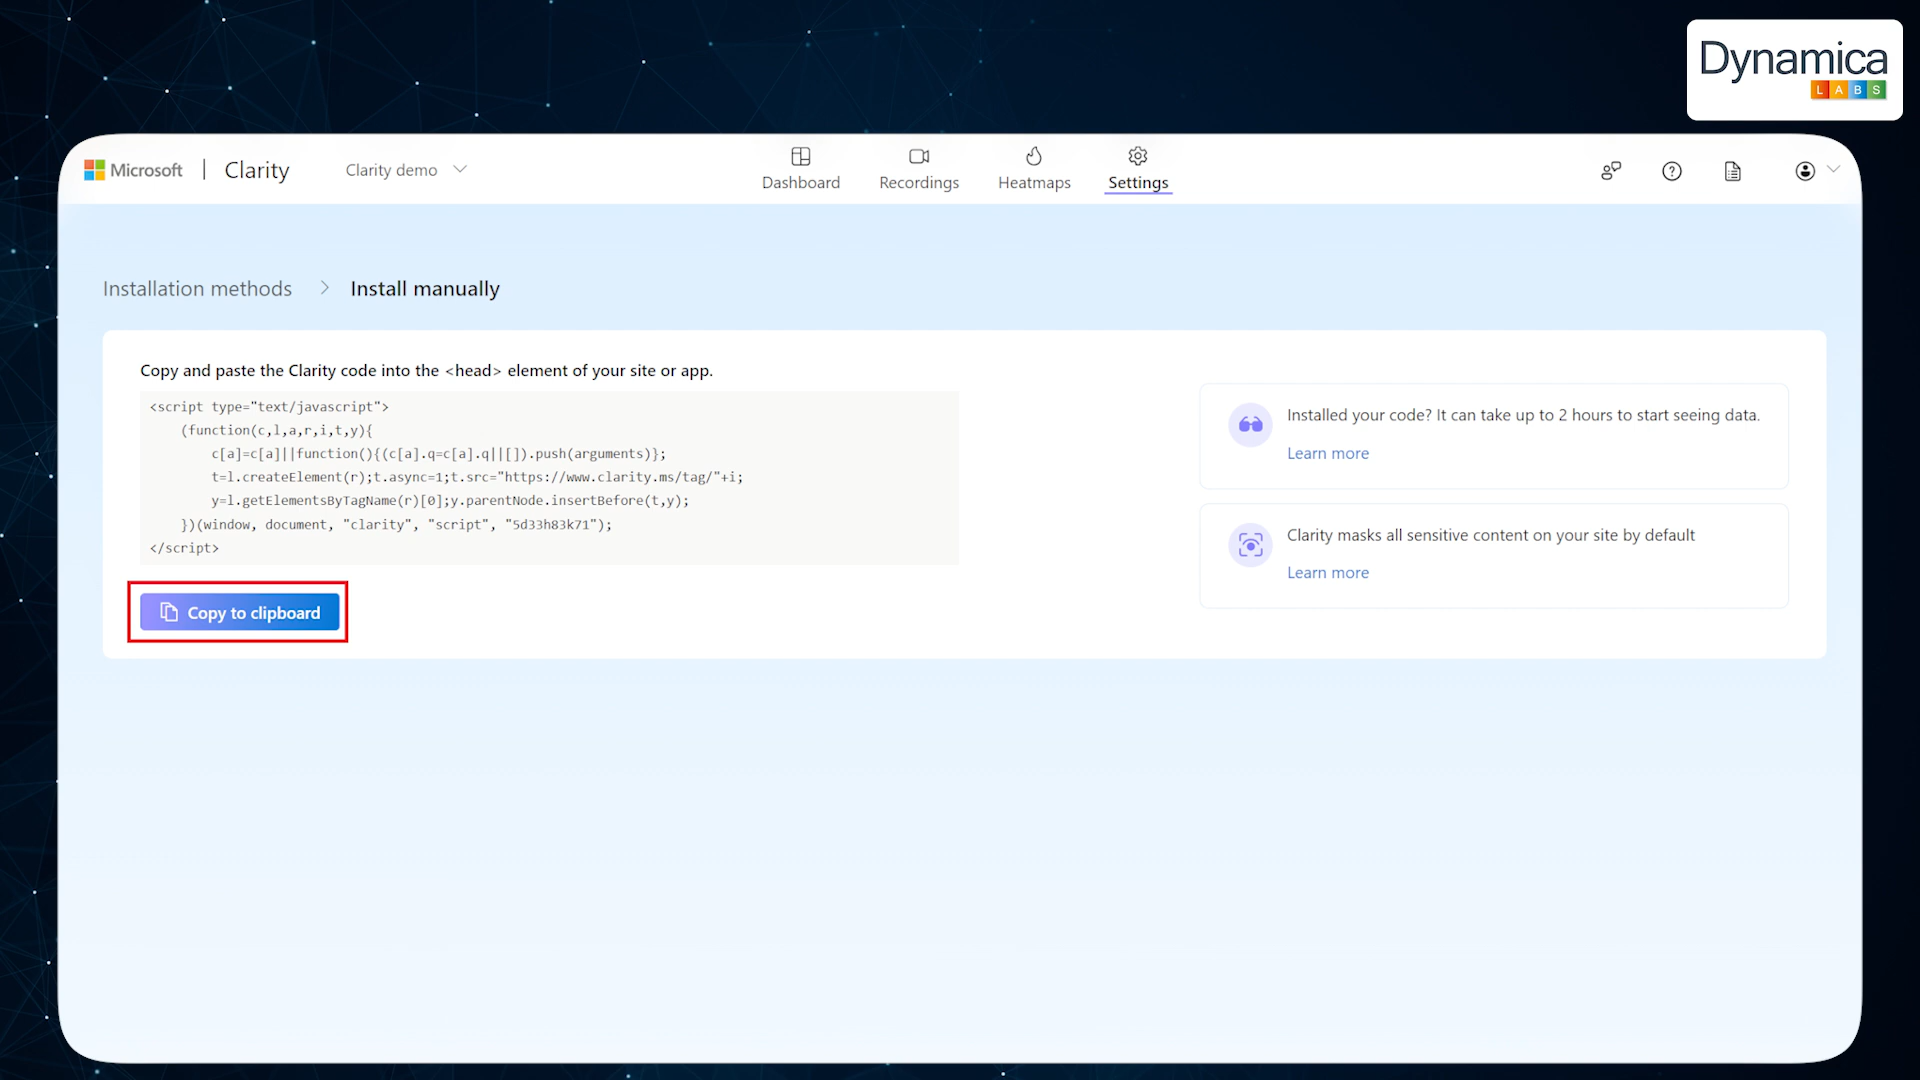 Dynamica
LABS
Microsoft | Clarity
Clarity demo
Dashboard
Recordings
Heatmaps
Settings
Installation methods > Install manually
Copy and paste the Clarity code into the <head> element of your site or app.
<script type="text/javascript">
    (function(c,l,a,r,i,t,y){
        c[a]=c[a]||function(){(c[a].q=c[a].q||[]).push(arguments)};
        t=l.createElement(r);t.async=1;t.src="https://www.clarity.ms/tag/"+i;
        y=l.getElementsByTagName(r)[0];y.parentNode.insertBefore(t,y);
    })(window, document, "clarity", "script", "5d33h83k71");
</script>
Copy to clipboard
Installed your code? It can take up to 2 hours to start seeing data.
Learn more
Clarity masks all sensitive content on your site by default
Learn more